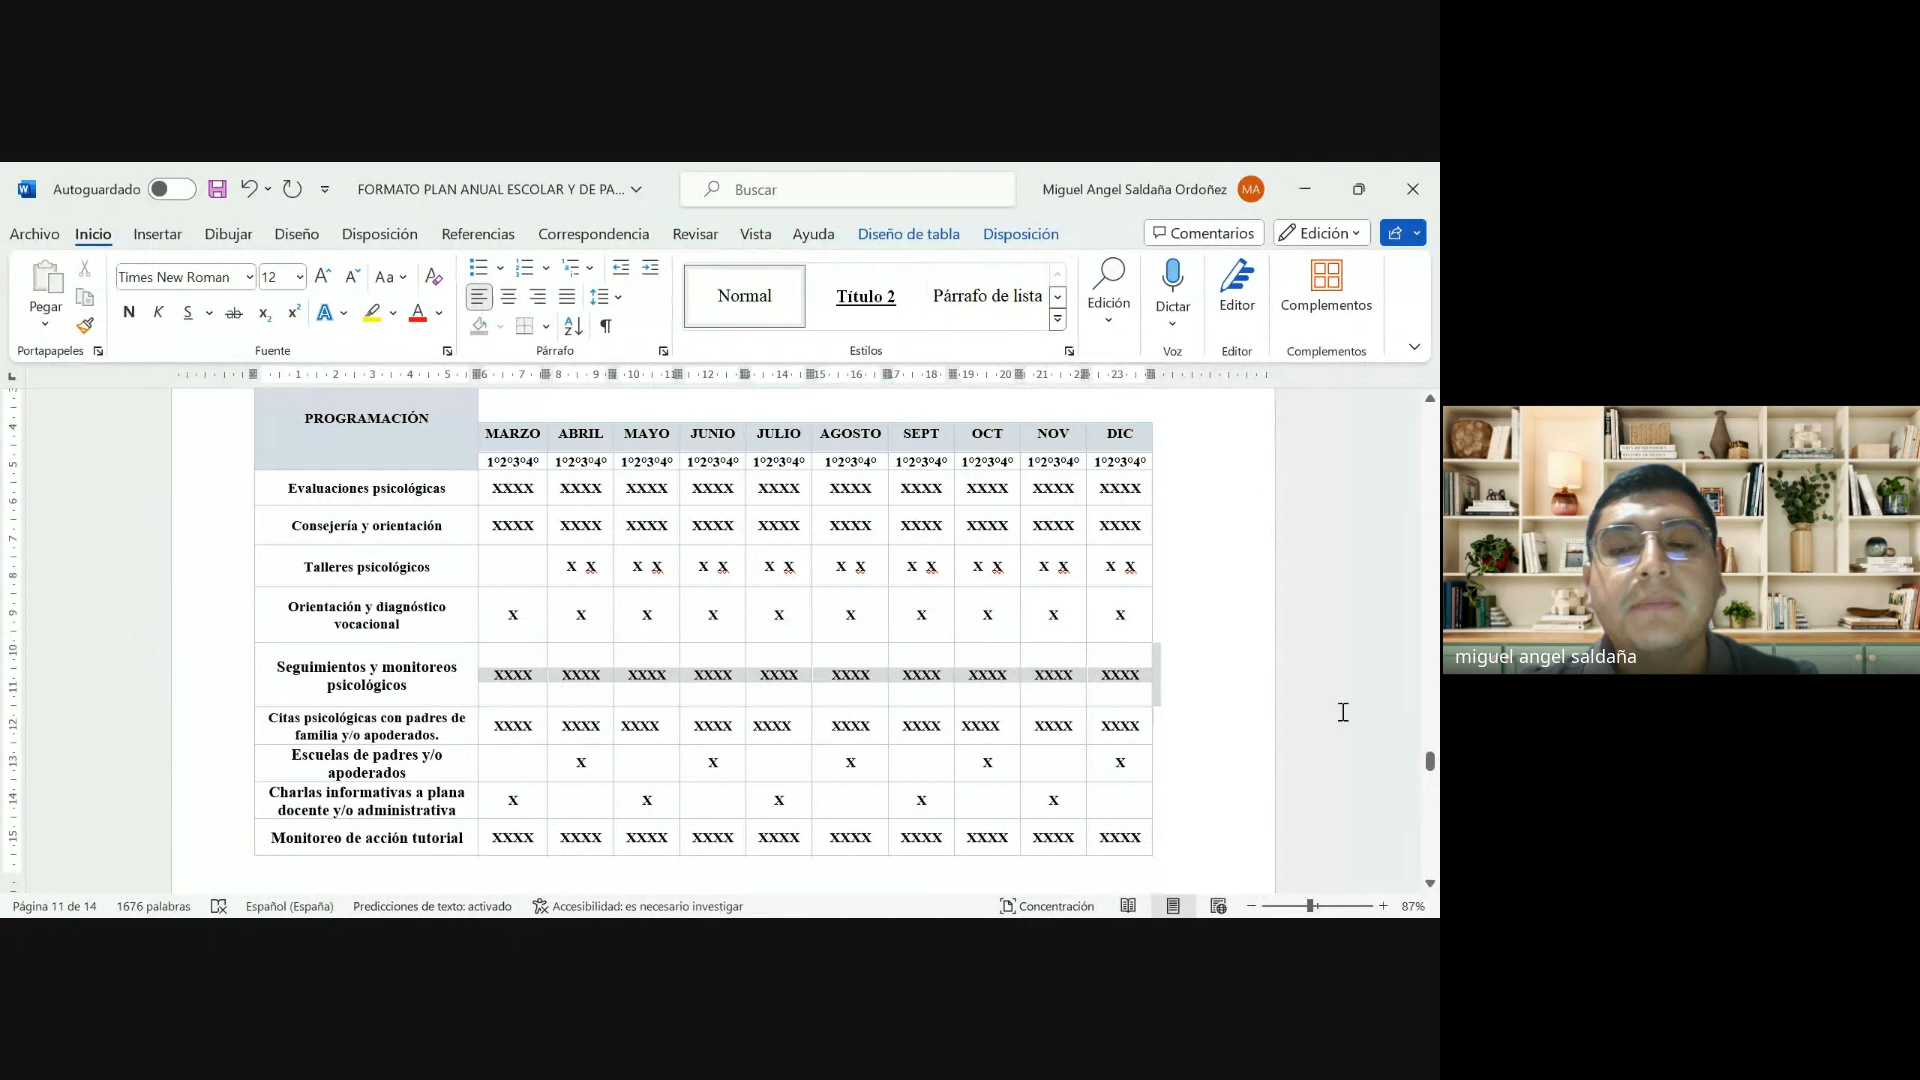 Autoguardado
FORMATO PLAN ANUAL ESCOLAR Y DE PA...
Buscar
Miguel Angel Saldaña Ordoñez
MA
Archivo Inicio Insertar Dibujar Diseño Disposición Referencias Correspondencia Revisar Vista Ayuda Diseño de tabla Disposición
Comentarios
Edición
Pegar
Times New Roman
12
Aa
N K S ab x₂ x² A A
Normal
Título 2
Párrafo de lista
Edición
Dictar
Editor
Complementos
Portapapeles
Fuente
Párrafo
Estilos
Voz
Editor
Complementos
PROGRAMACIÓN
MARZO ABRIL MAYO JUNIO JULIO AGOSTO SEPT OCT NOV DIC
1°2°3°4° 1°2°3°4° 1°2°3°4° 1°2°3°4° 1°2°3°4° 1°2°3°4° 1°2°3°4° 1°2°3°4° 1°2°3°4° 1°2°3°4°
Evaluaciones psicológicas XXXX XXXX XXXX XXXX XXXX XXXX XXXX XXXX XXXX XXXX
Consejería y orientación XXXX XXXX XXXX XXXX XXXX XXXX XXXX XXXX XXXX XXXX
Talleres psicológicos X X X X X X X X X X X X X X X X X X
Orientación y diagnóstico
vocacional X X X X X X X X X X
Seguimientos y monitoreos
psicológicos XXXX XXXX XXXX XXXX XXXX XXXX XXXX XXXX XXXX XXXX
Citas psicológicas con padres de
familia y/o apoderados. XXXX XXXX XXXX XXXX XXXX XXXX XXXX XXXX XXXX XXXX
Escuelas de padres y/o
apoderados X X X X X
Charlas informativas a plana
docente y/o administrativa X X X X X
Monitoreo de acción tutorial XXXX XXXX XXXX XXXX XXXX XXXX XXXX XXXX XXXX XXXX
Página 11 de 14
1676 palabras
Español (España)
Predicciones de texto: activado
Accesibilidad: es necesario investigar
Concentración
87%
miguel angel saldaña